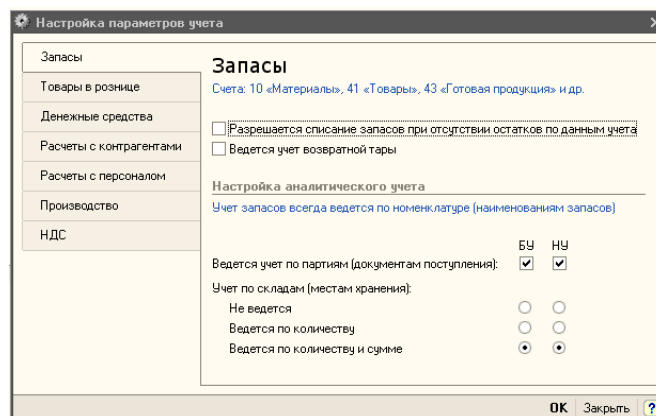 Настройка параметров учета
Запасы
Товары в рознице
Денежные средства
Расчеты с контрагентами
Расчеты с персоналом
Производство
НДС
Запасы
Счета: 10 «Материалы», 41 «Товары», 43 «Готовая продукция» и др.
Разрешается списание запасов при отсутствии остатков по данным учета
Ведется учет возвратной тары
Настройка аналитического учета
Учет запасов всегда ведется по номенклатуре (наименованиям запасов)
БУ НУ
Ведется учет по партиям (документам поступления):
Учет по складам (местам хранения):
Не ведется
Ведется по количеству
Ведется по количеству и сумме
OK Закрыть ?